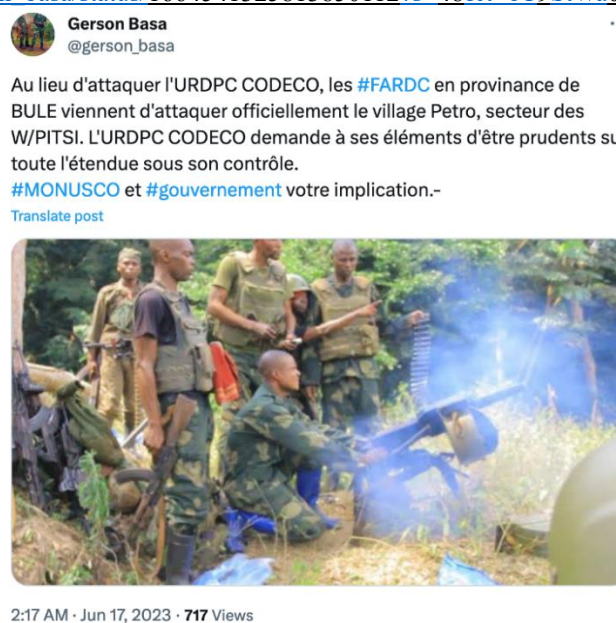 Gerson Basa
@gerson_basa
Au lieu d'attaquer l'URDPC CODECO, les #FARDC en provinance de
BULE viennent d'attaquer officiellement le village Petro, secteur des
W/PITSI. L'URDPC CODECO demande à ses éléments d'être prudents
toute l'étendue sous son contrôle.
#MONUSCO et #gouvernement votre implication.-
Translate post
2:17 AM · Jun 17, 2023 · 717 Views